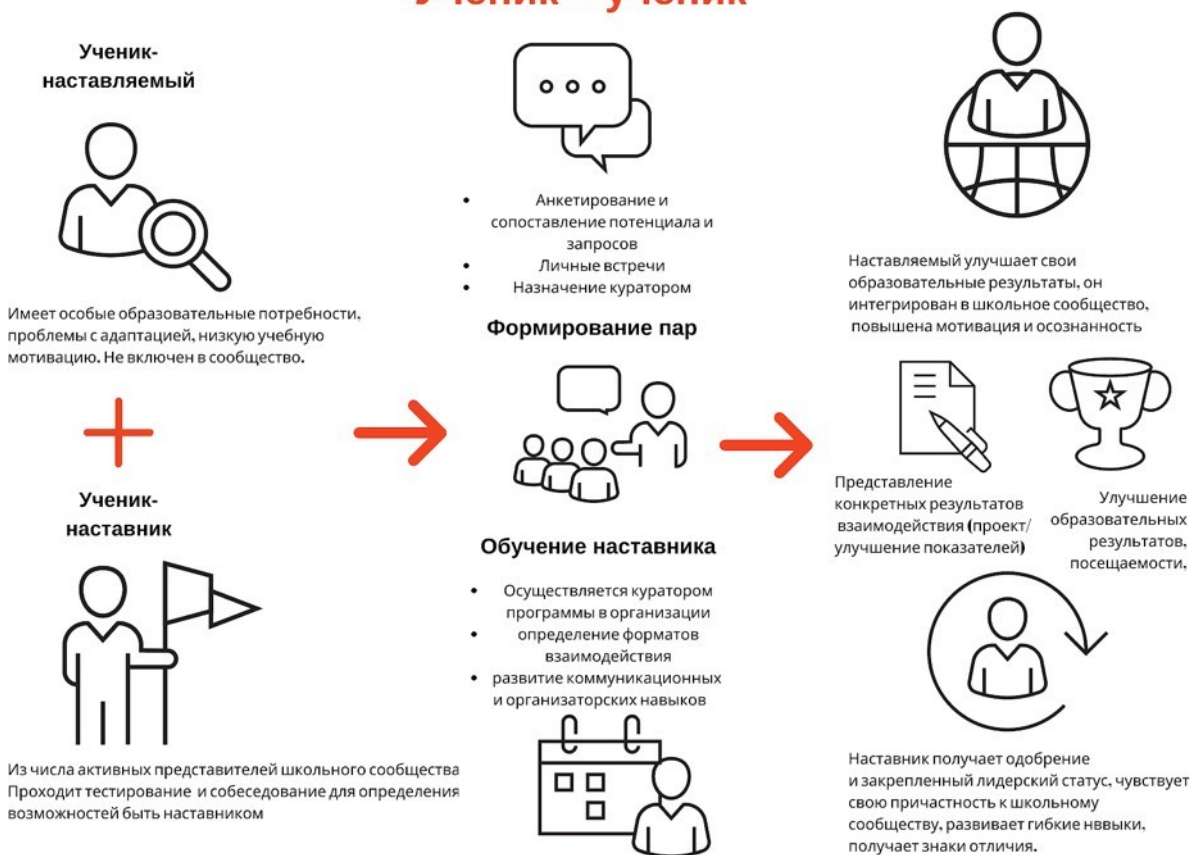 Ученик – ученик
Ученик-
наставляемый
Имеет особые образовательные потребности,
проблемы с адаптацией, низкую учебную
мотивацию. Не включен в сообщество.
Ученик-
наставник
Из числа активных представителей школьного сообщества
Проходит тестирование и собеседование для определения
возможностей быть наставником
• Анкетирование и
сопоставление потенциала и
запросов
• Личные встречи
• Назначение куратором
Формирование пар
Обучение наставника
• Осуществляется куратором
программы в организации
• определение форматов
взаимодействия
• развитие коммуникационных
и организаторских навыков
Наставляемый улучшает свои
образовательные результаты, он
интегрирован в школьное сообщество,
повышена мотивация и осознанность
Представление
конкретных результатов
взаимодействия (проект/
улучшение показателей)
Улучшение
образовательных
результатов,
посещаемости,
Наставник получает одобрение
и закрепленный лидерский статус, чувствует
свою причастность к школьному
сообществу, развивает гибкие нввыки,
получает знаки отличия.